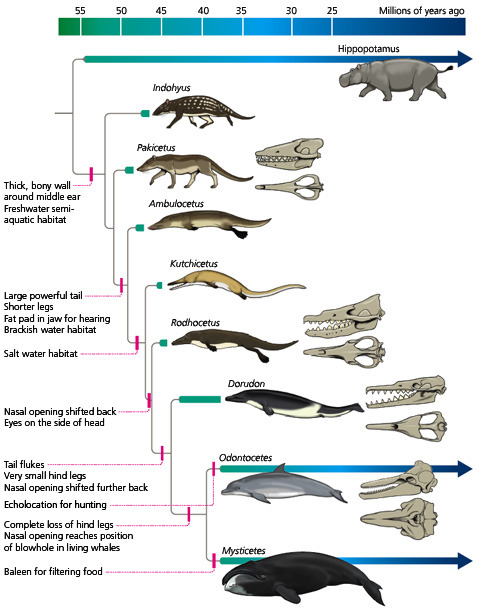 55 50 45 40 35 30 25 Millions of years ago
Hippopotamus
Indohyus
Pakicetus
Thick, bony wall
around middle ear
Freshwater semi-
aquatic habitat
Ambulocetus
Kutchicetus
Large powerful tail
Shorter legs
Fat pad in jaw for hearing
Brackish water habitat
Rodhocetus
Salt water habitat
Dorudon
Nasal opening shifted back
Eyes on the side of head
Odontocetes
Tail flukes
Very small hind legs
Nasal opening shifted further back
Echolocation for hunting
Complete loss of hind legs
Nasal opening reaches position
of blowhole in living whales
Mysticetes
Baleen for filtering food